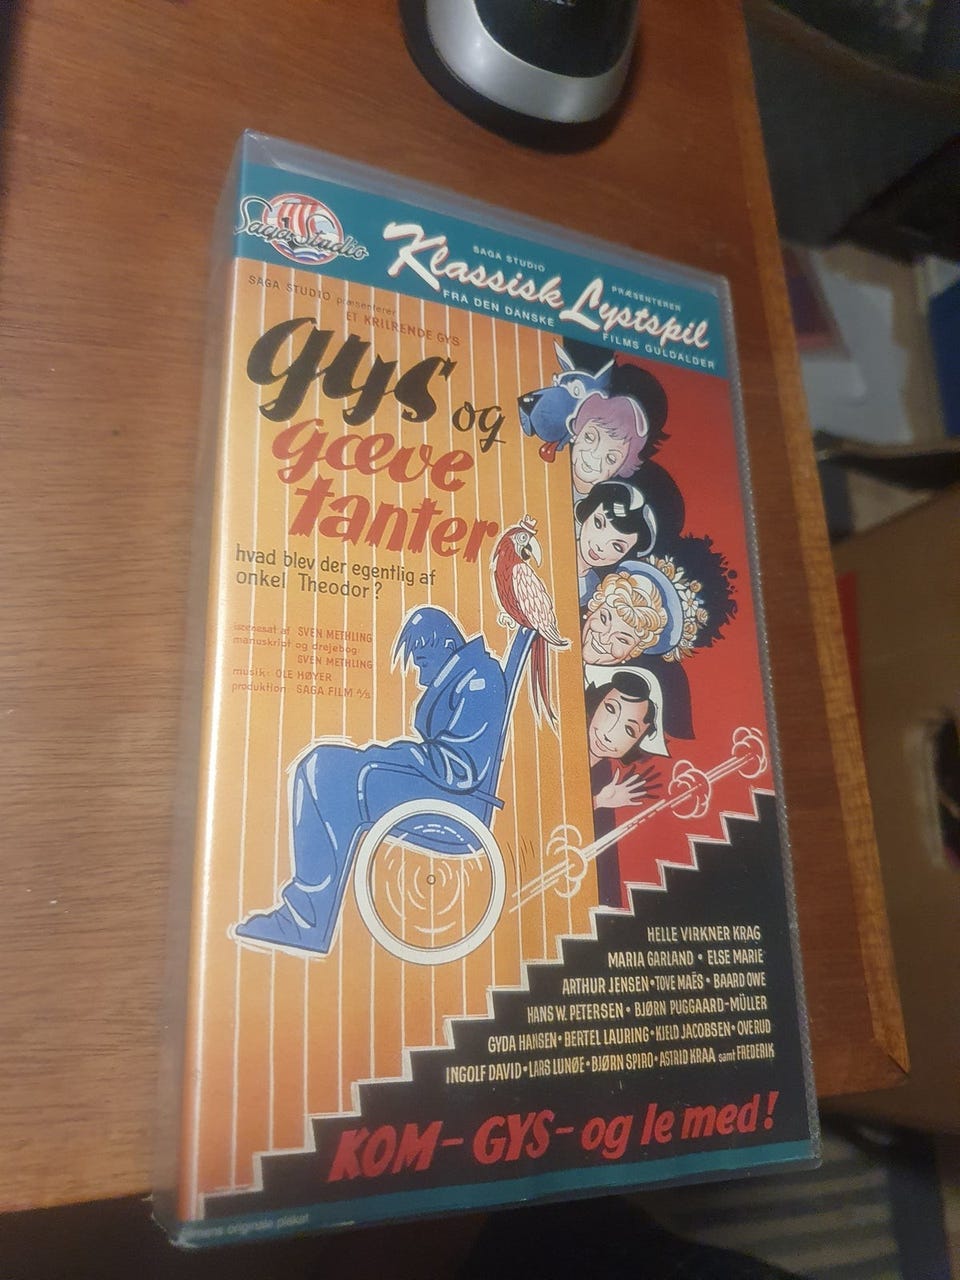 Saga Studio
SAGA STUDIO PRÆSENTERER
Klassisk Lystspil
FRA DEN DANSKE FILMS GULDALDER
SAGA STUDIO præsenterer
ET KRILRENDE GYS
gys og
gæve
tanter
hvad blev der egentlig af
onkel Theodor?
iscenesat af SVEN METHLING
manuskript og drejebog:
SVEN METHLING
musik: OLE HØYER
produktion: SAGA FILM A/S
HELLE VIRKNER KRAG
MARIA GARLAND • ELSE MARIE
ARTHUR JENSEN • TOVE MAËS • BAARD OWE
HANS W. PETERSEN • BJØRN PUGGAARD-MÜLLER
GYDA HANSEN • BERTEL LAURING • KJELD JACOBSEN • OVE RUD
INGOLF DAVID • LARS LUNØE • BJØRN SPIRO • ASTRID KRAA samt FREDERIK
KOM - GYS - og le med!
originale plakat